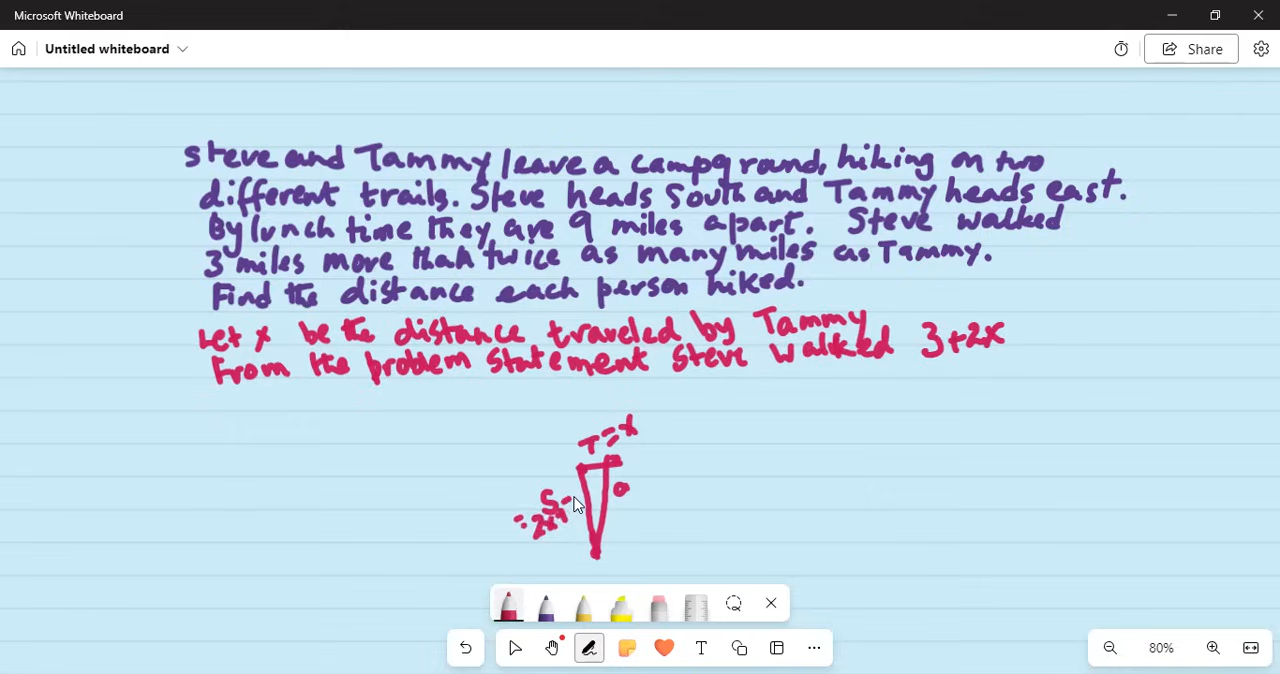 Microsoft Whiteboard
Untitled whiteboard
Share
Steve and Tammy leave a campground, hiking on two
different trails. Steve heads South and Tammy heads east.
By lunch time they are 9 miles apart. Steve walked
3 miles more than twice as many miles as Tammy.
Find the distance each person hiked.
Let x be the distance traveled by Tammy
From the problem statement Steve walked 3+2x
T = x
S
= 2x+
80%